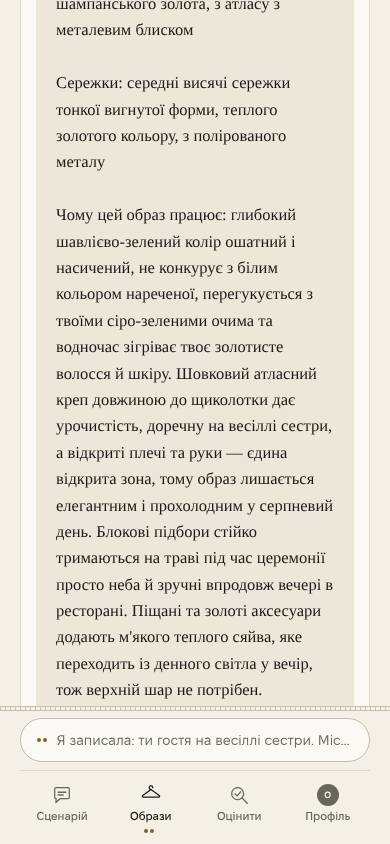 шампанського золота, з атласу з
металевим блиском
Сережки: середні висячі сережки
тонкої вигнутої форми, теплого
золотого кольору, з полірованого
металу
Чому цей образ працює: глибокий
шавлієво-зелений колір ошатний і
насичений, не конкурує з білим
кольором нареченої, перегукується з
твоїми сіро-зеленими очима та
водночас зігріває твоє золотисте
волосся й шкіру. Шовковий атласний
креп довжиною до щиколотки дає
урочистість, доречну на весіллі сестри,
а відкриті плечі та руки — єдина
відкрита зона, тому образ лишається
елегантним і прохолодним у серпневий
день. Блокові підбори стійко
тримаються на траві під час церемонії
просто неба й зручні впродовж вечері в
ресторані. Піщані та золоті аксесуари
додають м'якого теплого сяйва, яке
переходить із денного світла у вечір,
тож верхній шар не потрібен.
Я записала: ти гостя на весіллі сестри. Міс...
Сценарій
Образи
Оцінити
О
Профіль